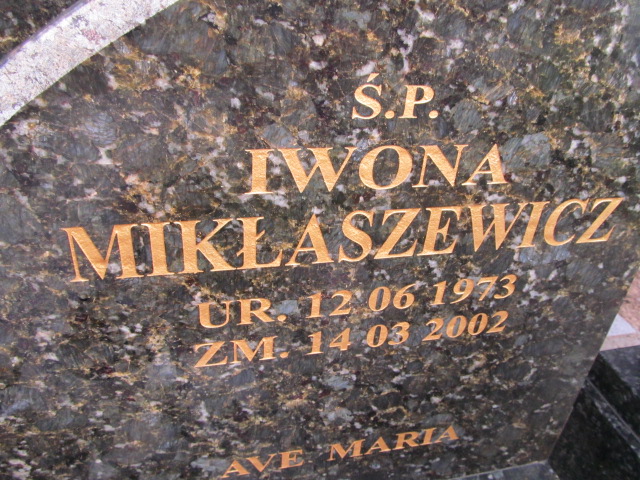 Ś.P.
IWONA
MIKŁASZEWICZ
UR. 12 06 1973
ZM. 14 03 2002
AVE MARIA